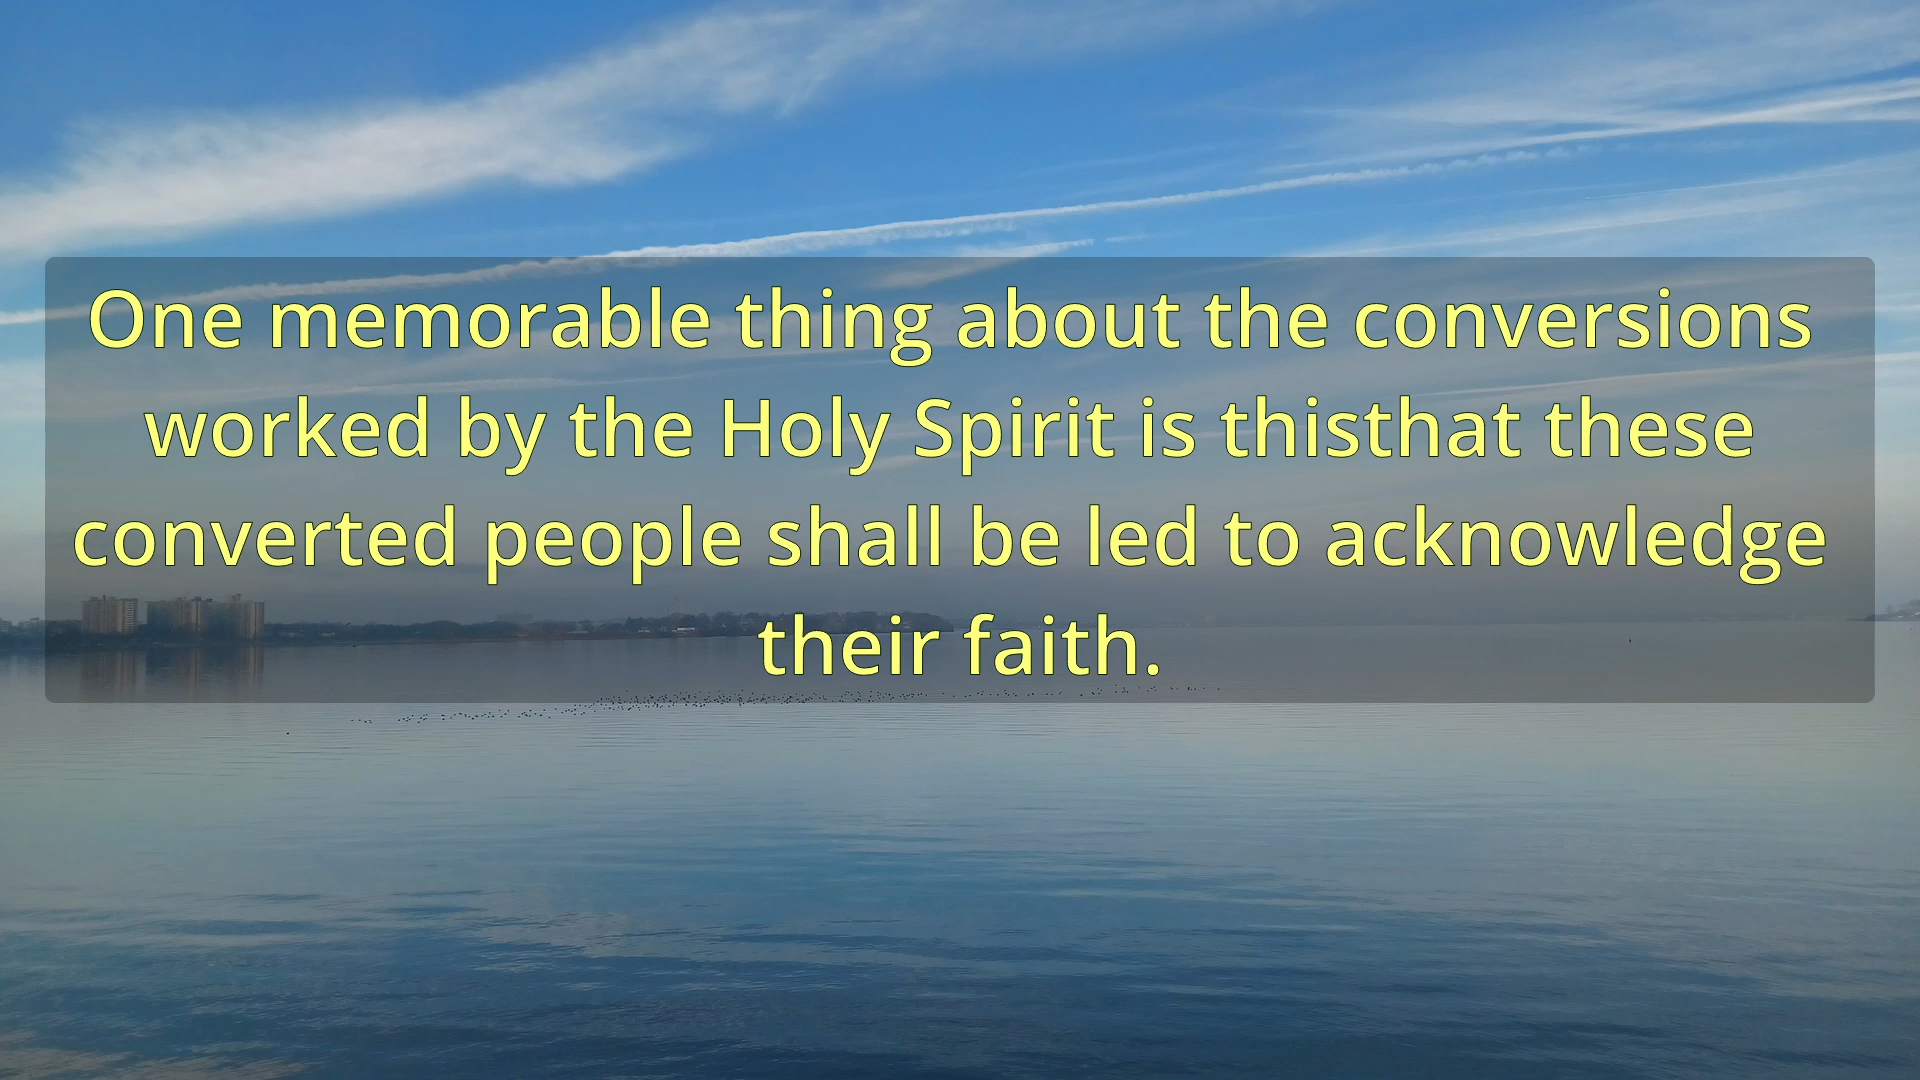 One memorable thing about the conversions
worked by the Holy Spirit is thisthat these
converted people shall be led to acknowledge
their faith.